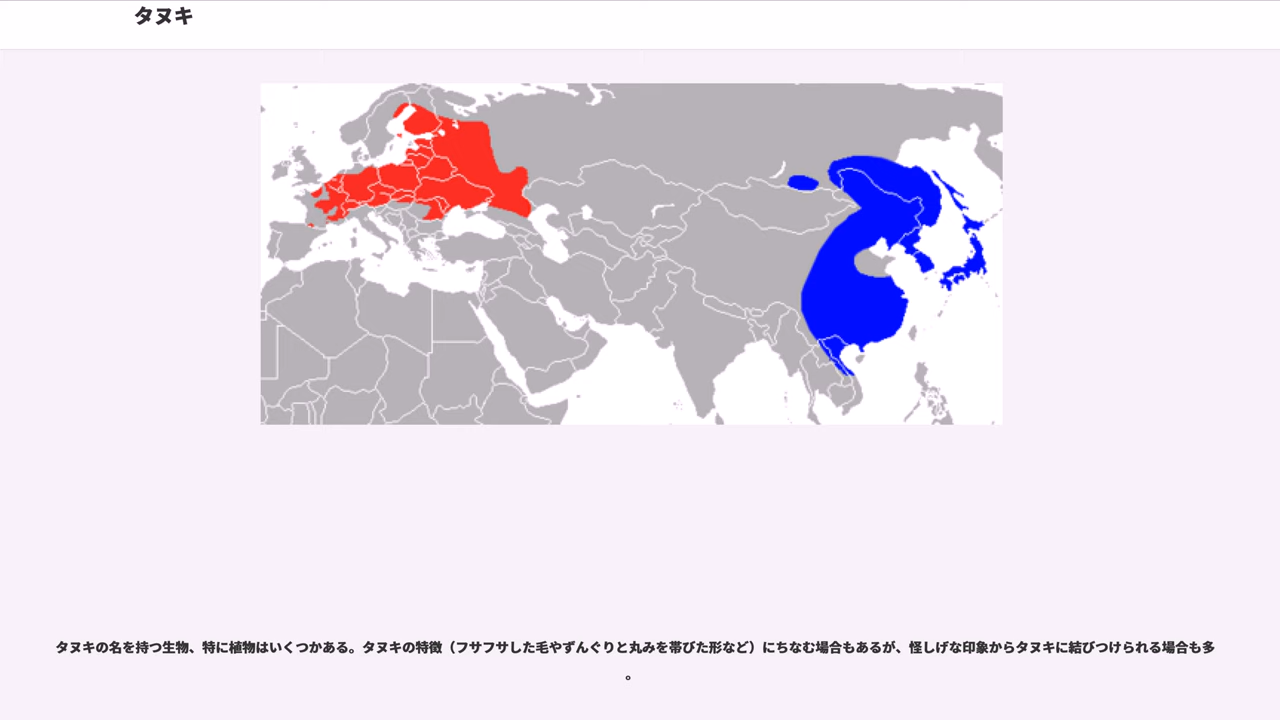 タヌキ
タヌキの名を持つ生物、特に植物はいくつかある。タヌキの特徴（フサフサした毛やずんぐりと丸みを帯びた形など）にちなむ場合もあるが、怪しげな印象からタヌキに結びつけられる場合も多
。